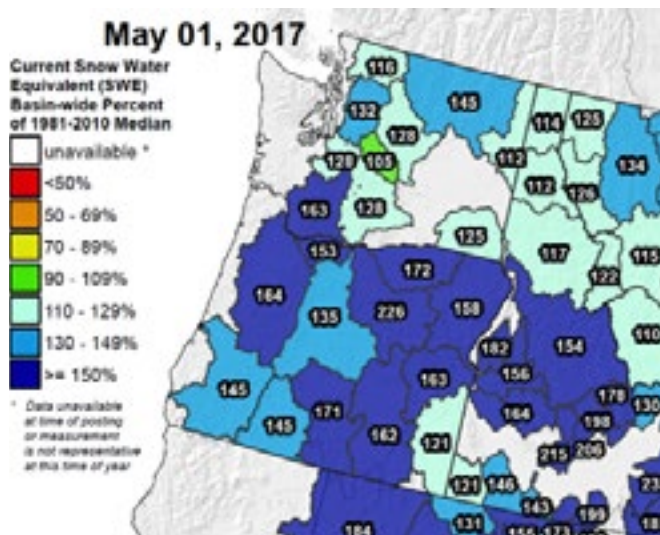 May 01, 2017
Current Snow Water
Equivalent (SWE)
Basin-wide Percent
of 1981-2010 Median
unavailable *
<50%
50 - 69%
70 - 89%
90 - 109%
110 - 129%
130 - 149%
>= 150%
* Data unavailable
at time of posting
or measurement
is not representative
at this time of year
116
132
145
128
114
125
134
105
112
112
126
163
128
125
117
115
153
172
122
164
135
226
158
110
182
154
163
156
145
171
178
130
164
198
145
162
121
215
206
121
146
143
199
131
173